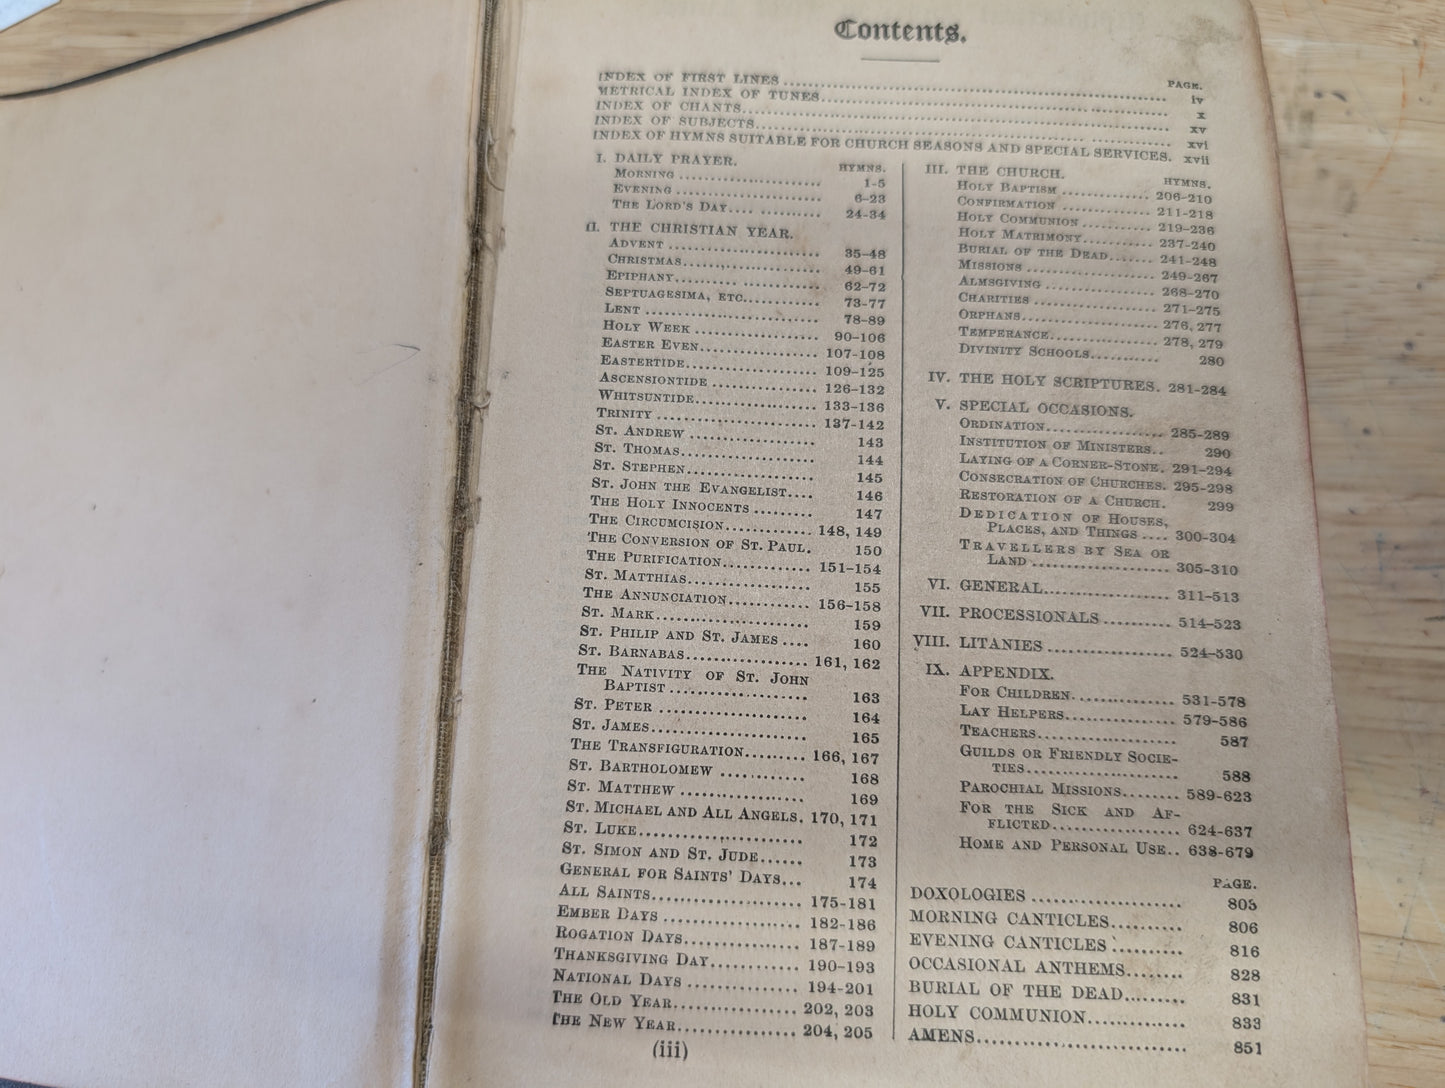 Contents.
PAGE.
INDEX OF FIRST LINES ........ iv
METRICAL INDEX OF TUNES ........ x
INDEX OF CHANTS ........ xv
INDEX OF SUBJECTS ........ xvi
INDEX OF HYMNS SUITABLE FOR CHURCH SEASONS AND SPECIAL SERVICES. xvii
I. DAILY PRAYER.
HYMNS.
MORNING ........ 1-5
EVENING ........ 6-23
THE LORD'S DAY ........ 24-34
II. THE CHRISTIAN YEAR.
ADVENT ........ 35-48
CHRISTMAS ........ 49-61
EPIPHANY ........ 62-72
SEPTUAGESIMA, ETC. ........ 73-77
LENT ........ 78-89
HOLY WEEK ........ 90-106
EASTER EVEN ........ 107-108
EASTERTIDE ........ 109-125
ASCENSIONTIDE ........ 126-132
WHITSUNTIDE ........ 133-136
TRINITY ........ 137-142
ST. ANDREW ........ 143
ST. THOMAS ........ 144
ST. STEPHEN ........ 145
ST. JOHN THE EVANGELIST .... 146
THE HOLY INNOCENTS ........ 147
THE CIRCUMCISION ........ 148, 149
THE CONVERSION OF ST. PAUL. 150
THE PURIFICATION ........ 151-154
ST. MATTHIAS ........ 155
THE ANNUNCIATION ........ 156-158
ST. MARK ........ 159
ST. PHILIP AND ST. JAMES .... 160
ST. BARNABAS ........ 161, 162
THE NATIVITY OF ST. JOHN
BAPTIST ........ 163
ST. PETER ........ 164
ST. JAMES ........ 165
THE TRANSFIGURATION ........ 166, 167
ST. BARTHOLOMEW ........ 168
ST. MATTHEW ........ 169
ST. MICHAEL AND ALL ANGELS. 170, 171
ST. LUKE ........ 172
ST. SIMON AND ST. JUDE ...... 173
GENERAL FOR SAINTS' DAYS ... 174
ALL SAINTS ........ 175-181
EMBER DAYS ........ 182-186
ROGATION DAYS ........ 187-189
THANKSGIVING DAY ........ 190-193
NATIONAL DAYS ........ 194-201
THE OLD YEAR ........ 202, 203
THE NEW YEAR ........ 204, 205
III. THE CHURCH.
HYMNS.
HOLY BAPTISM ........ 206-210
CONFIRMATION ........ 211-218
HOLY COMMUNION ........ 219-236
HOLY MATRIMONY ........ 237-240
BURIAL OF THE DEAD ........ 241-248
MISSIONS ........ 249-267
ALMSGIVING ........ 268-270
CHARITIES ........ 271-275
ORPHANS ........ 276, 277
TEMPERANCE ........ 278, 279
DIVINITY SCHOOLS ........ 280
IV. THE HOLY SCRIPTURES. 281-284
V. SPECIAL OCCASIONS.
ORDINATION ........ 285-289
INSTITUTION OF MINISTERS .. 290
LAYING OF A CORNER-STONE. 291-294
CONSECRATION OF CHURCHES. 295-298
RESTORATION OF A CHURCH. 299
DEDICATION OF HOUSES,
PLACES, AND THINGS .... 300-304
TRAVELLERS BY SEA OR
LAND ........ 305-310
VI. GENERAL ........ 311-513
VII. PROCESSIONALS ........ 514-523
VIII. LITANIES ........ 524-530
IX. APPENDIX.
FOR CHILDREN ........ 531-578
LAY HELPERS ........ 579-586
TEACHERS ........ 587
GUILDS OR FRIENDLY SOCIE-
TIES ........ 588
PAROCHIAL MISSIONS ........ 589-623
FOR THE SICK AND AF-
FLICTED ........ 624-637
HOME AND PERSONAL USE .. 638-679
PAGE.
DOXOLOGIES ........ 805
MORNING CANTICLES ........ 806
EVENING CANTICLES ........ 816
OCCASIONAL ANTHEMS ........ 828
BURIAL OF THE DEAD ........ 831
HOLY COMMUNION ........ 833
AMENS ........ 851
(iii)